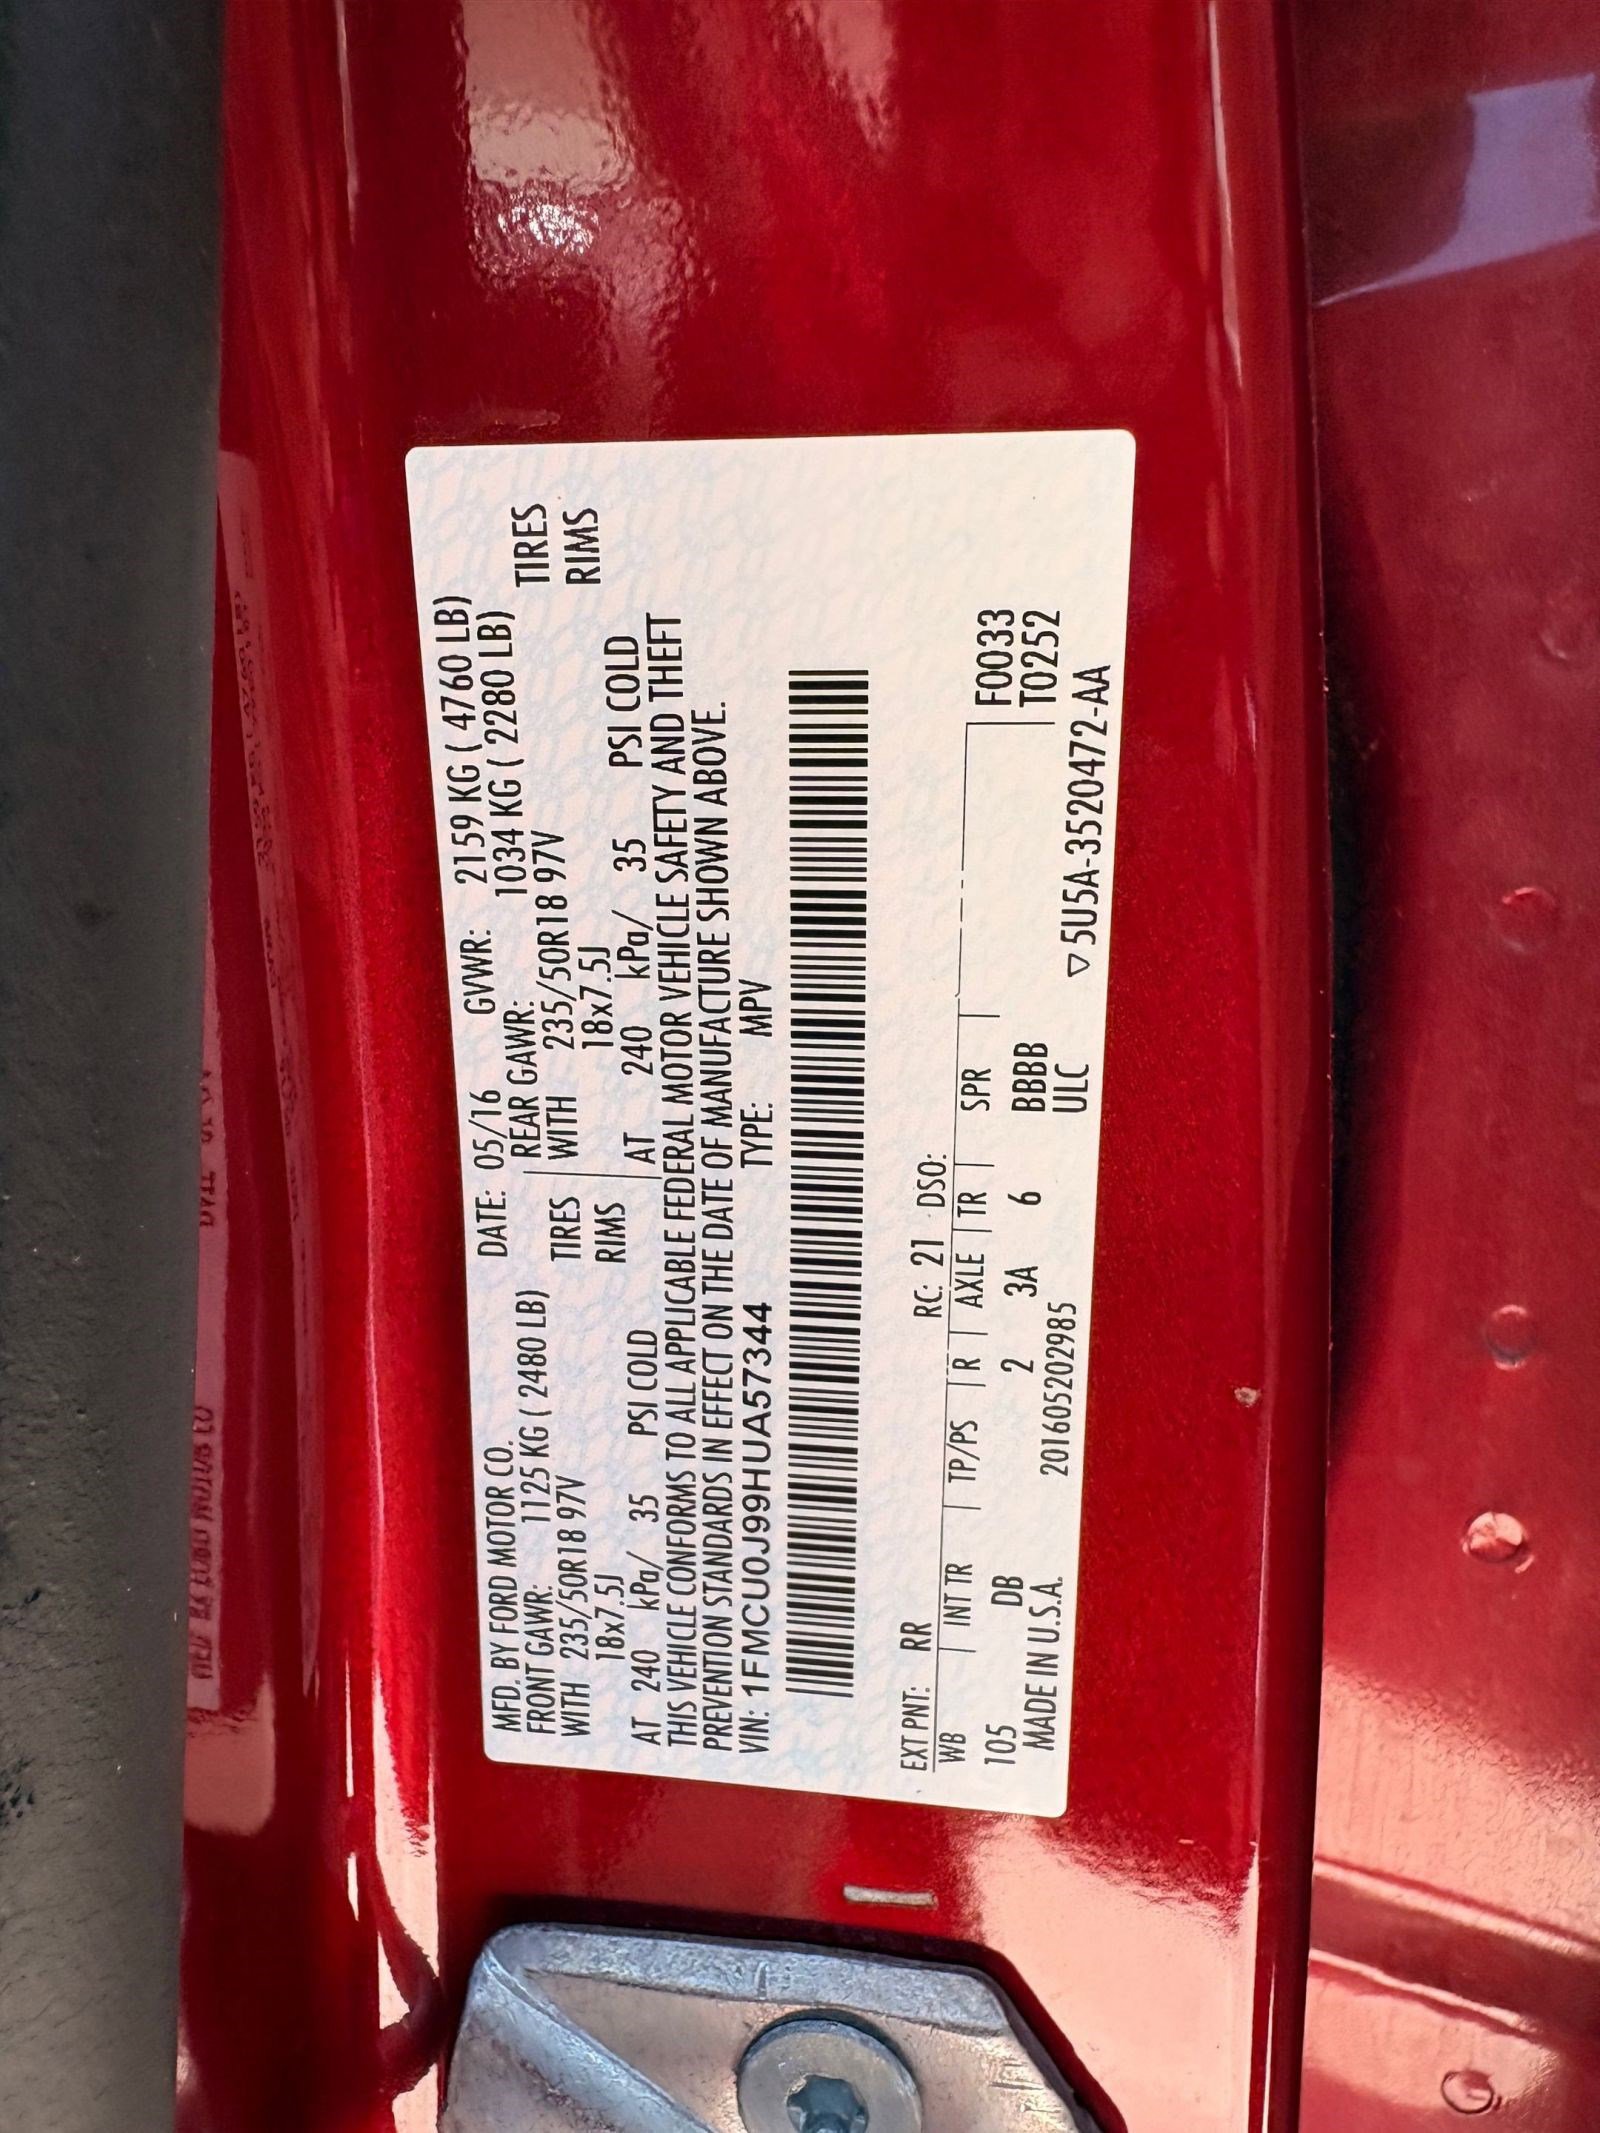 MFD. BY FORD MOTOR CO. DATE: 05/16 GVWR: 2159 KG ( 4760 LB)
FRONT GAWR: 1125 KG ( 2480 LB) REAR GAWR: 1034 KG ( 2280 LB)
WITH 235/50R18 97V TIRES WITH 235/50R18 97V TIRES
18x7.5J RIMS 18x7.5J RIMS
AT 240 kPa/ 35 PSI COLD AT 240 kPa/ 35 PSI COLD
THIS VEHICLE CONFORMS TO ALL APPLICABLE FEDERAL MOTOR VEHICLE SAFETY AND THEFT
PREVENTION STANDARDS IN EFFECT ON THE DATE OF MANUFACTURE SHOWN ABOVE.
VIN: 1FMCU0J99HUA57344 TYPE: MPV
EXT PNT: RR RC: 21 DSO:
WB INT TR TP/PS R AXLE TR SPR F0033
105 DB 2 3A 6 BBBB T0252
MADE IN U.S.A. 20160520298​5 ULC
▽ 5U5A-3520472-AA